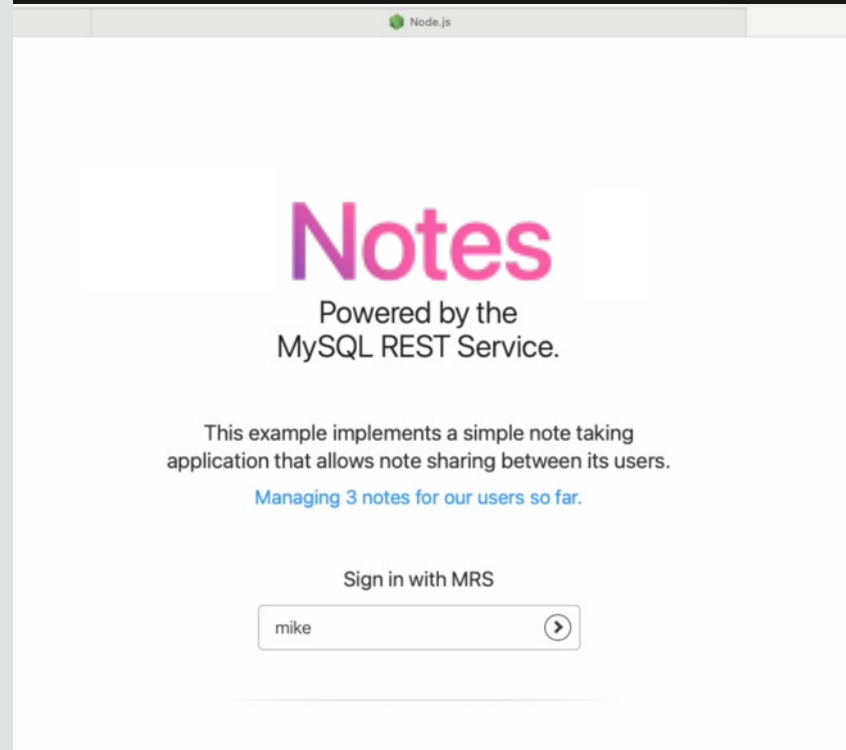 Node.js
Notes
Powered by the
MySQL REST Service.
This example implements a simple note taking
application that allows note sharing between its users.
Managing 3 notes for our users so far.
Sign in with MRS
mike